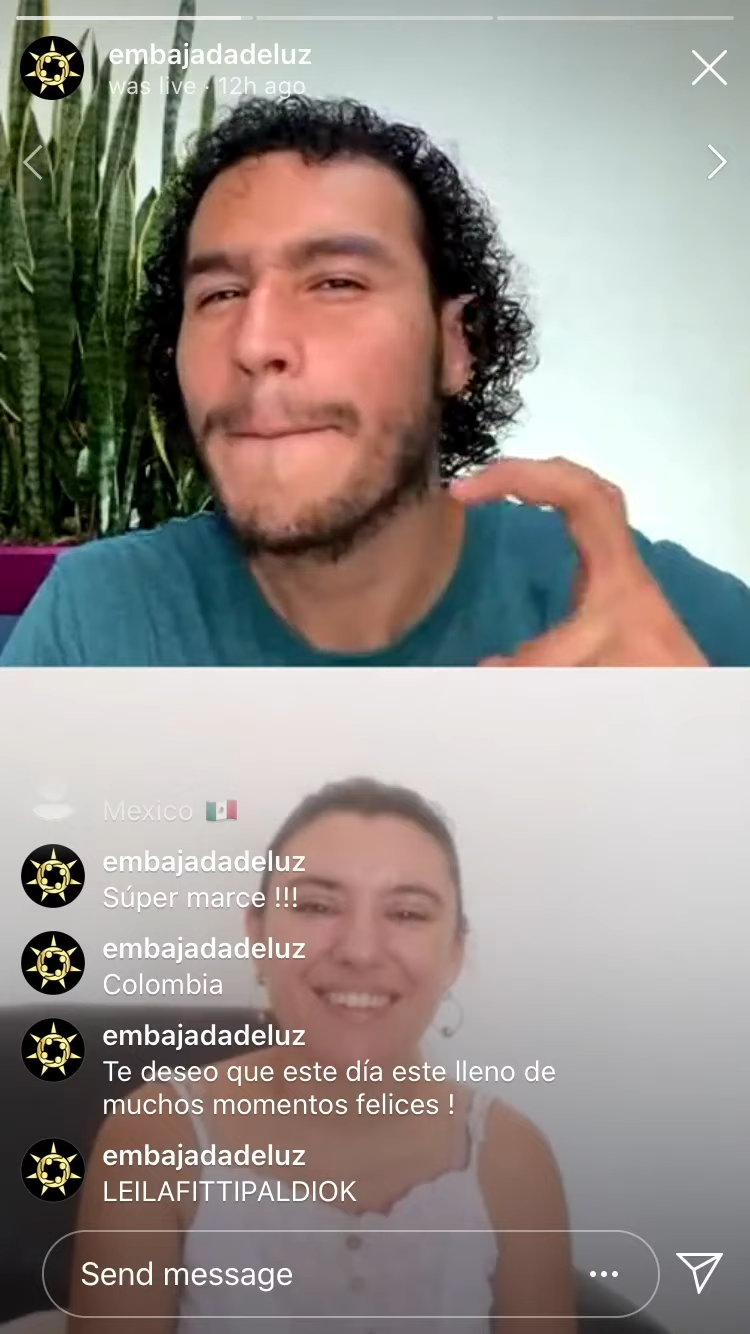 embajadadeluz
was live · 12h ago
Mexico 🇲🇽
embajadadeluz
Súper marce !!!
embajadadeluz
Colombia
embajadadeluz
Te deseo que este día este lleno de
muchos momentos felices !
embajadadeluz
LEILAFITTIPALDIOK
Send message